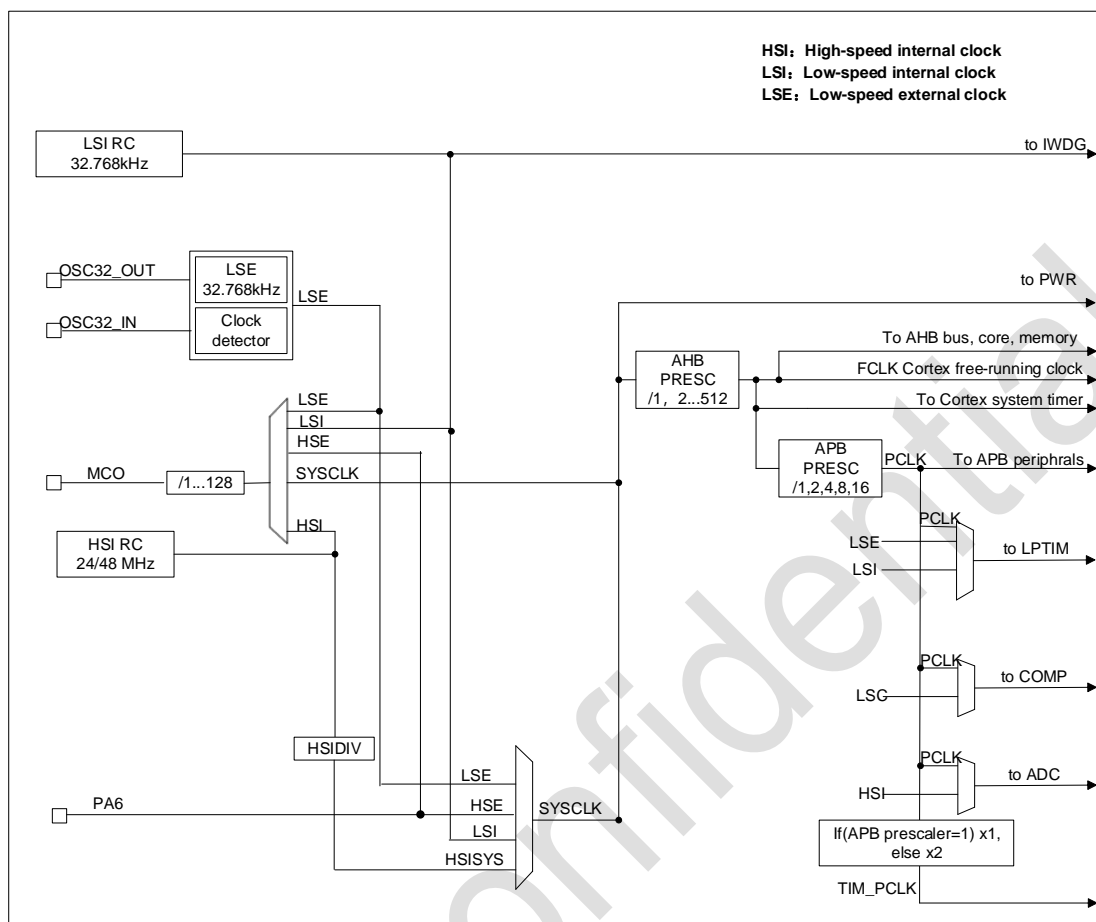 HSI：High-speed internal clock
LSI：Low-speed internal clock
LSE：Low-speed external clock
LSI RC
32.768kHz
to IWDG
OSC32_OUT
LSE
32.768kHz
LSE
OSC32_IN
Clock
detector
to PWR
To AHB bus, core, memory
AHB
PRESC
/1，2...512
FCLK Cortex free-running clock
To Cortex system timer
LSE
LSI
HSE
SYSCLK
HSI
MCO
/1...128
APB
PRESC
/1,2,4,8,16
PCLK
To APB periphrals
HSI RC
24/48 MHz
PCLK
LSE
LSI
to LPTIM
PCLK
LSC
to COMP
HSIDIV
PCLK
HSI
to ADC
PA6
LSE
HSE
LSI
HSISYS
SYSCLK
If(APB prescaler=1) x1,
else x2
TIM_PCLK
onfidential